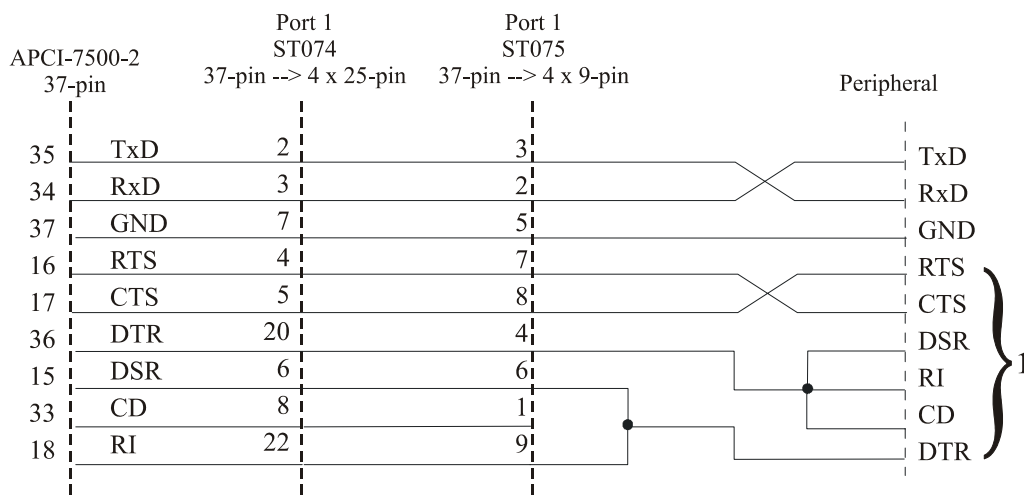 Port 1
Port 1
ST074
ST075
APCI-7500-2
37-pin --> 4 x 25-pin
37-pin --> 4 x 9-pin
37-pin
Peripheral
35 TxD 2 3 TxD
34 RxD 3 2 RxD
37 GND 7 5 GND
16 RTS 4 7 RTS
17 CTS 5 8 CTS
36 DTR 20 4 DSR
15 DSR 6 6 RI
33 CD 8 1 CD
18 RI 22 9 DTR
1